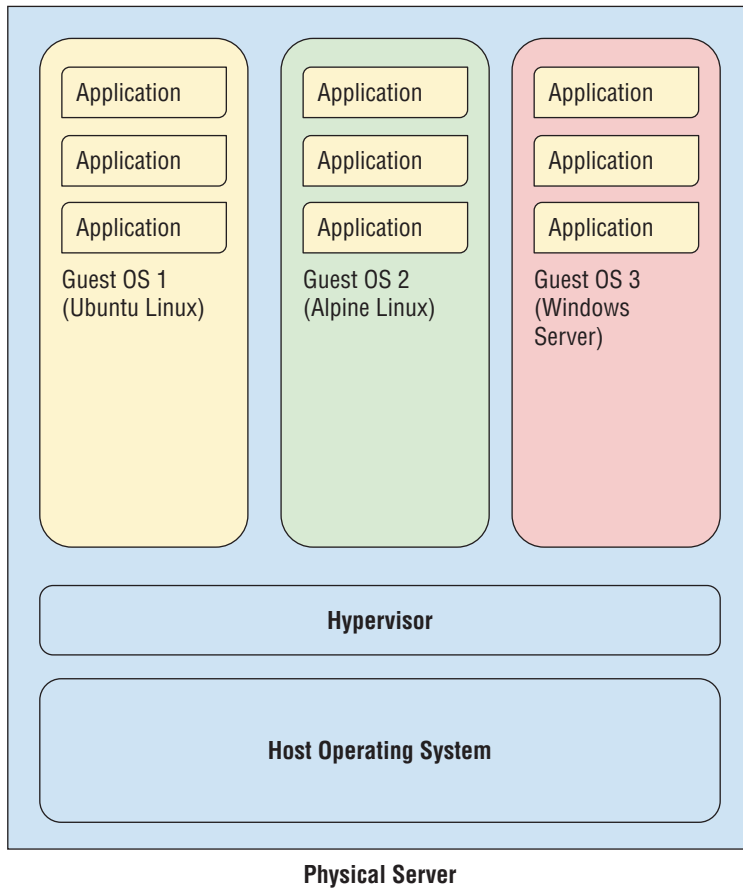 Application
Application
Application
Guest OS 1
(Ubuntu Linux)
Application
Application
Application
Guest OS 2
(Alpine Linux)
Application
Application
Application
Guest OS 3
(Windows
Server)
Hypervisor
Host Operating System
Physical Server